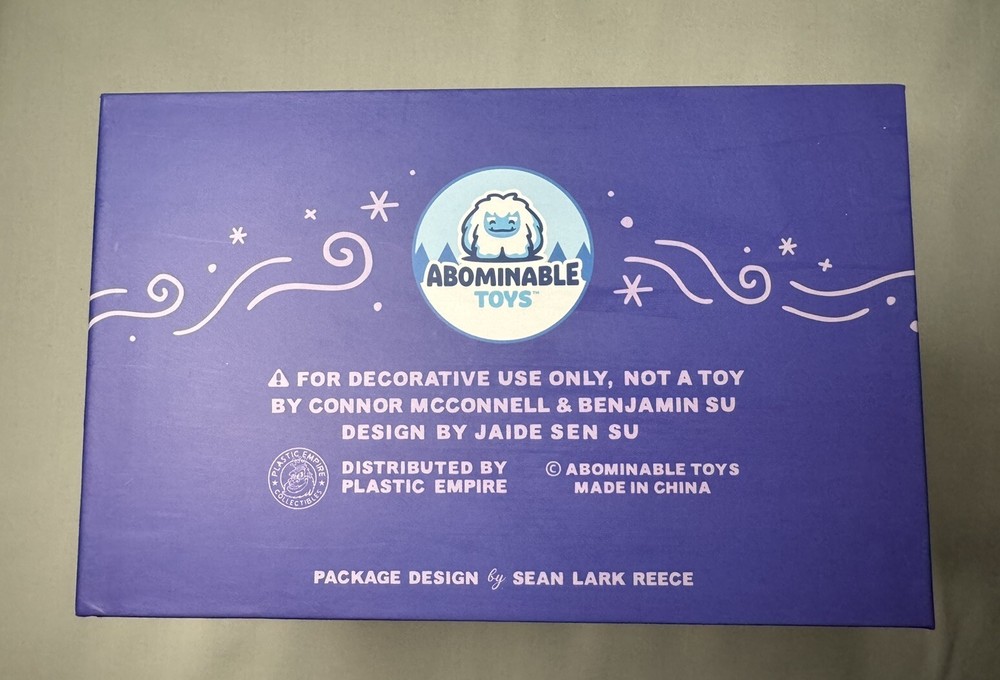 ABOMINABLE
TOYS™
FOR DECORATIVE USE ONLY, NOT A TOY
BY CONNOR MCCONNELL & BENJAMIN SU
DESIGN BY JAIDE SEN SU
PLASTIC EMPIRE
COLLECTIBLES
DISTRIBUTED BY
PLASTIC EMPIRE
© ABOMINABLE TOYS
MADE IN CHINA
PACKAGE DESIGN by SEAN LARK REECE